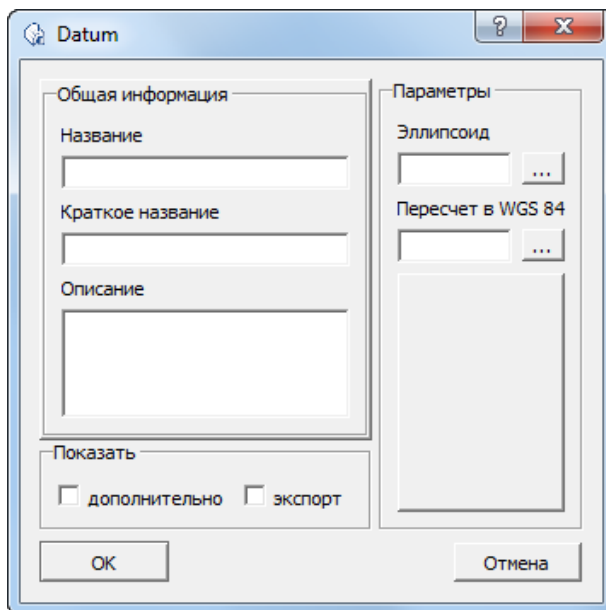 Datum
Общая информация
Название
Краткое название
Описание
Показать
дополнительно
экспорт
Параметры
Эллипсоид
...
Пересчет в WGS 84
...
OK
Отмена